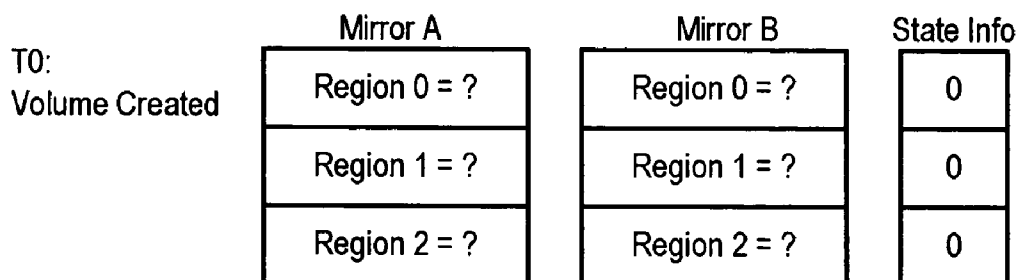 Mirror A Mirror B State Info
T0:
Volume Created
Region 0 = ? Region 0 = ? 0
Region 1 = ? Region 1 = ? 0
Region 2 = ? Region 2 = ? 0